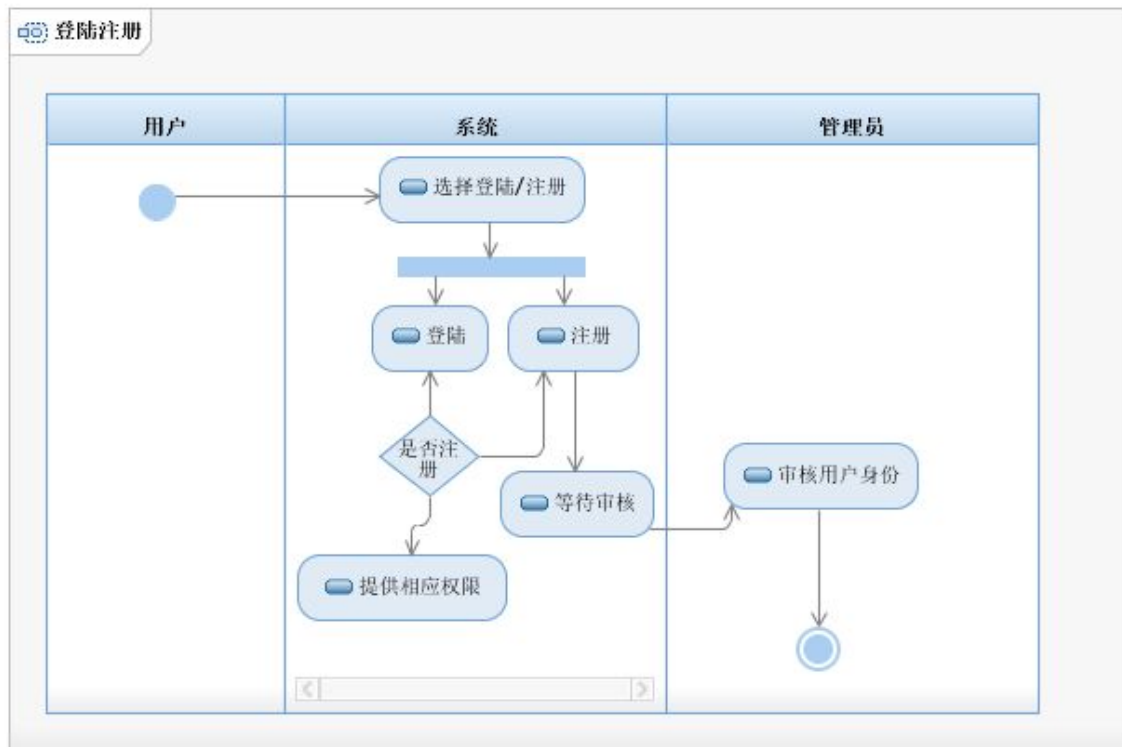 登陆注册
用户
系统
管理员
选择登陆/注册
登陆
注册
是否注
册
审核用户身份
等待审核
提供相应权限